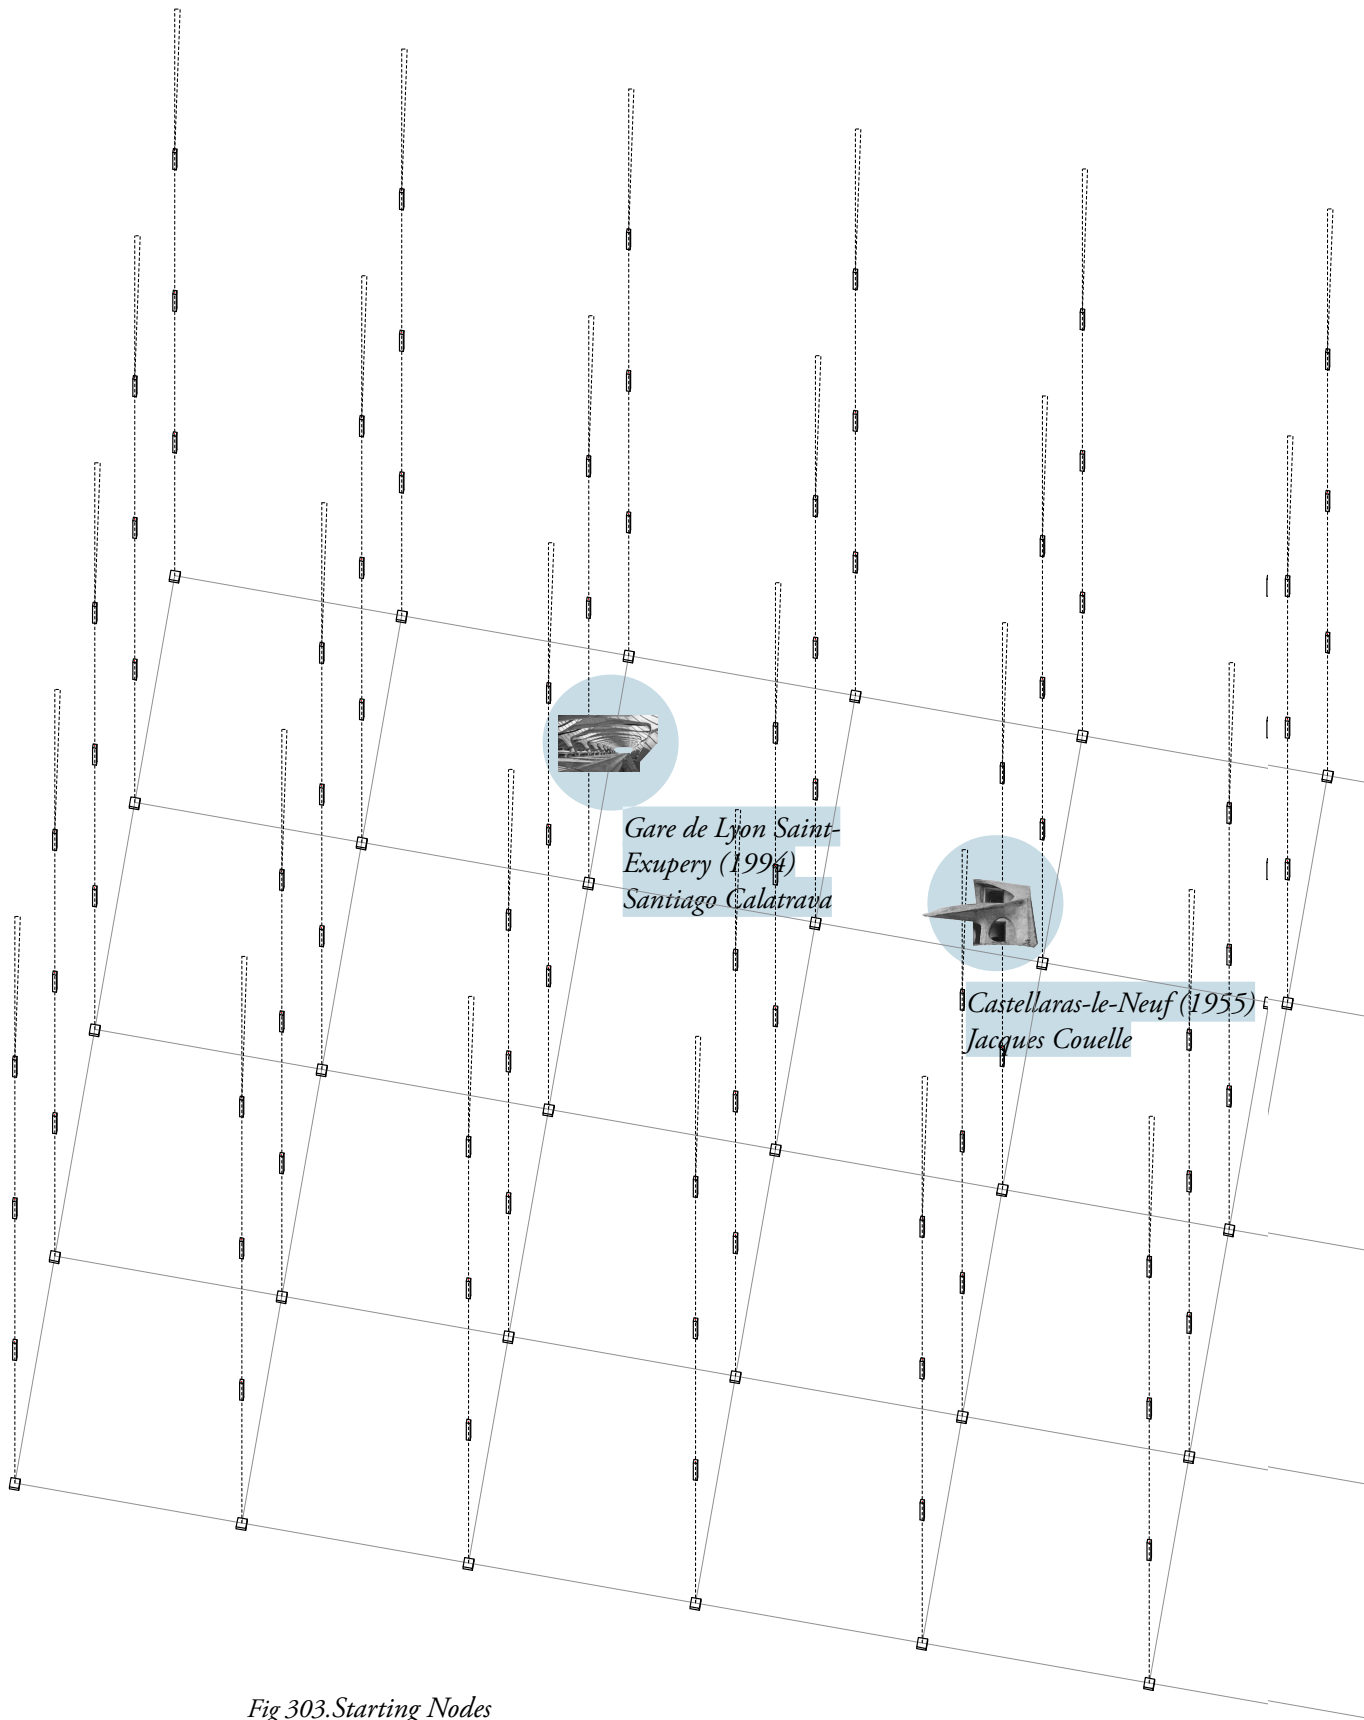 Gare de Lyon Saint-
Exupery (1994)
Santiago Calatrava
Castellaras-le-Neuf (1955)
Jacques Couelle
Fig 303.Starting Nodes